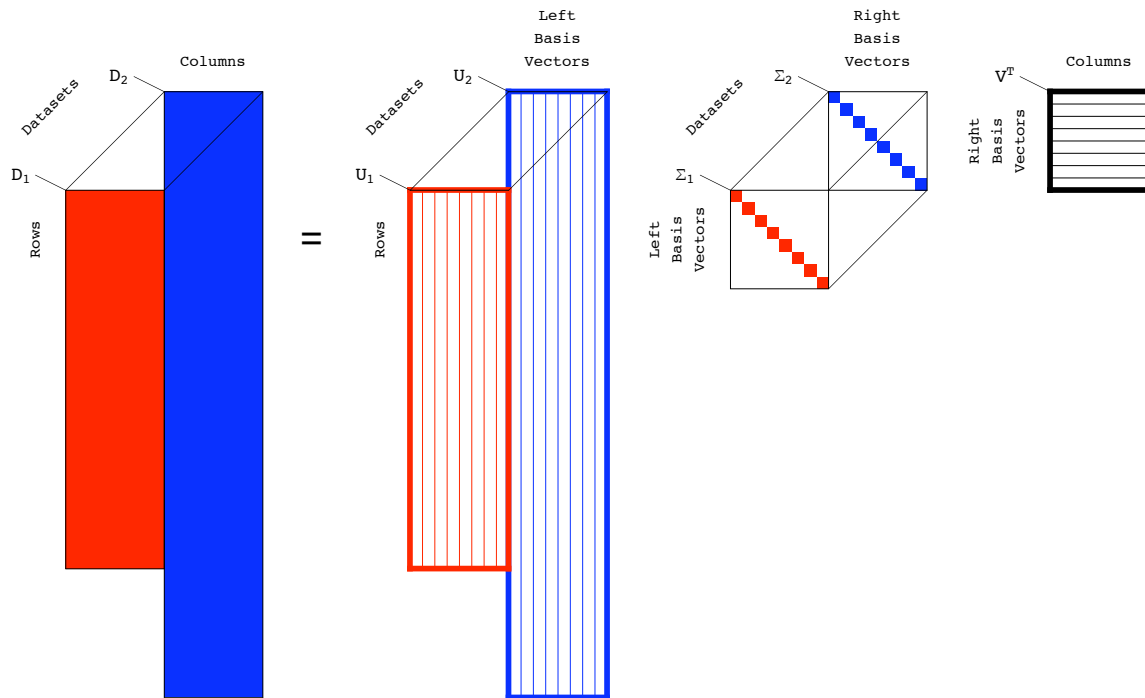 D₂
Columns
Datasets
D₁
Rows
=
Left
Basis
Vectors
U₂
Datasets
U₁
Rows
Right
Basis
Vectors
Σ₂
Datasets
Σ₁
Left
Basis
Vectors
Vᵀ
Columns
Right
Basis
Vectors